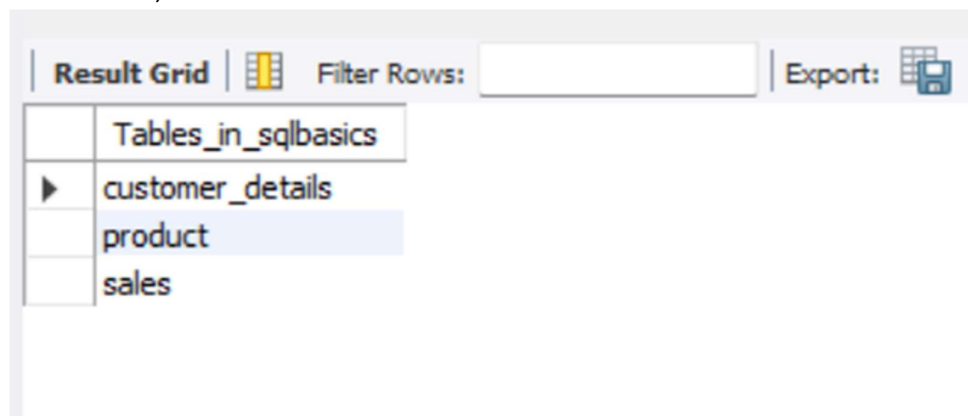 Result Grid Filter Rows: Export:
Tables_in_sqlbasics
customer_details
product
sales